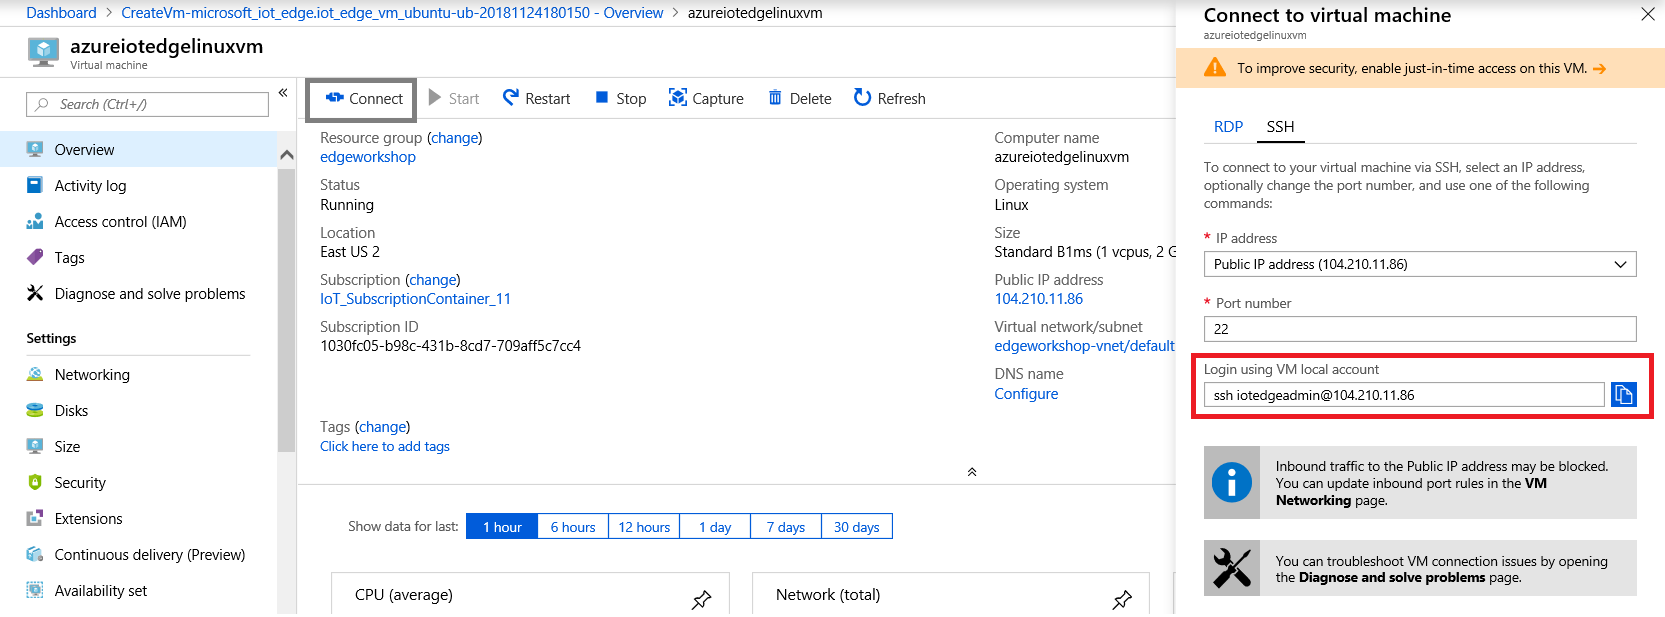 Dashboard > CreateVm-microsoft_iot_edge.iot_edge_vm_ubuntu-ub-20181124180150 - Overview > azureiotedgelinuxvm
azureiotedgelinuxvm
Virtual machine
Search (Ctrl+/)
Overview
Activity log
Access control (IAM)
Tags
Diagnose and solve problems
Settings
Networking
Disks
Size
Security
Extensions
Continuous delivery (Preview)
Availability set
Connect Start Restart Stop Capture Delete Refresh
Resource group (change)
edgeworkshop
Status
Running
Location
East US 2
Subscription (change)
IoT_SubscriptionContainer_11
Subscription ID
1030fc05-b98c-431b-8cd7-709aff5c7cc4
Tags (change)
Click here to add tags
Computer name
azureiotedgelinuxvm
Operating system
Linux
Size
Standard B1ms (1 vcpus, 2 G
Public IP address
104.210.11.86
Virtual network/subnet
edgeworkshop-vnet/default
DNS name
Configure
Show data for last: 1 hour 6 hours 12 hours 1 day 7 days 30 days
CPU (average)
Network (total)
Connect to virtual machine
azureiotedgelinuxvm
To improve security, enable just-in-time access on this VM. →
RDP SSH
To connect to your virtual machine via SSH, select an IP address,
optionally change the port number, and use one of the following
commands:
* IP address
Public IP address (104.210.11.86)
* Port number
22
Login using VM local account
ssh iotedgeadmin@104.210.11.86
Inbound traffic to the Public IP address may be blocked.
You can update inbound port rules in the VM
Networking page.
You can troubleshoot VM connection issues by opening
the Diagnose and solve problems page.